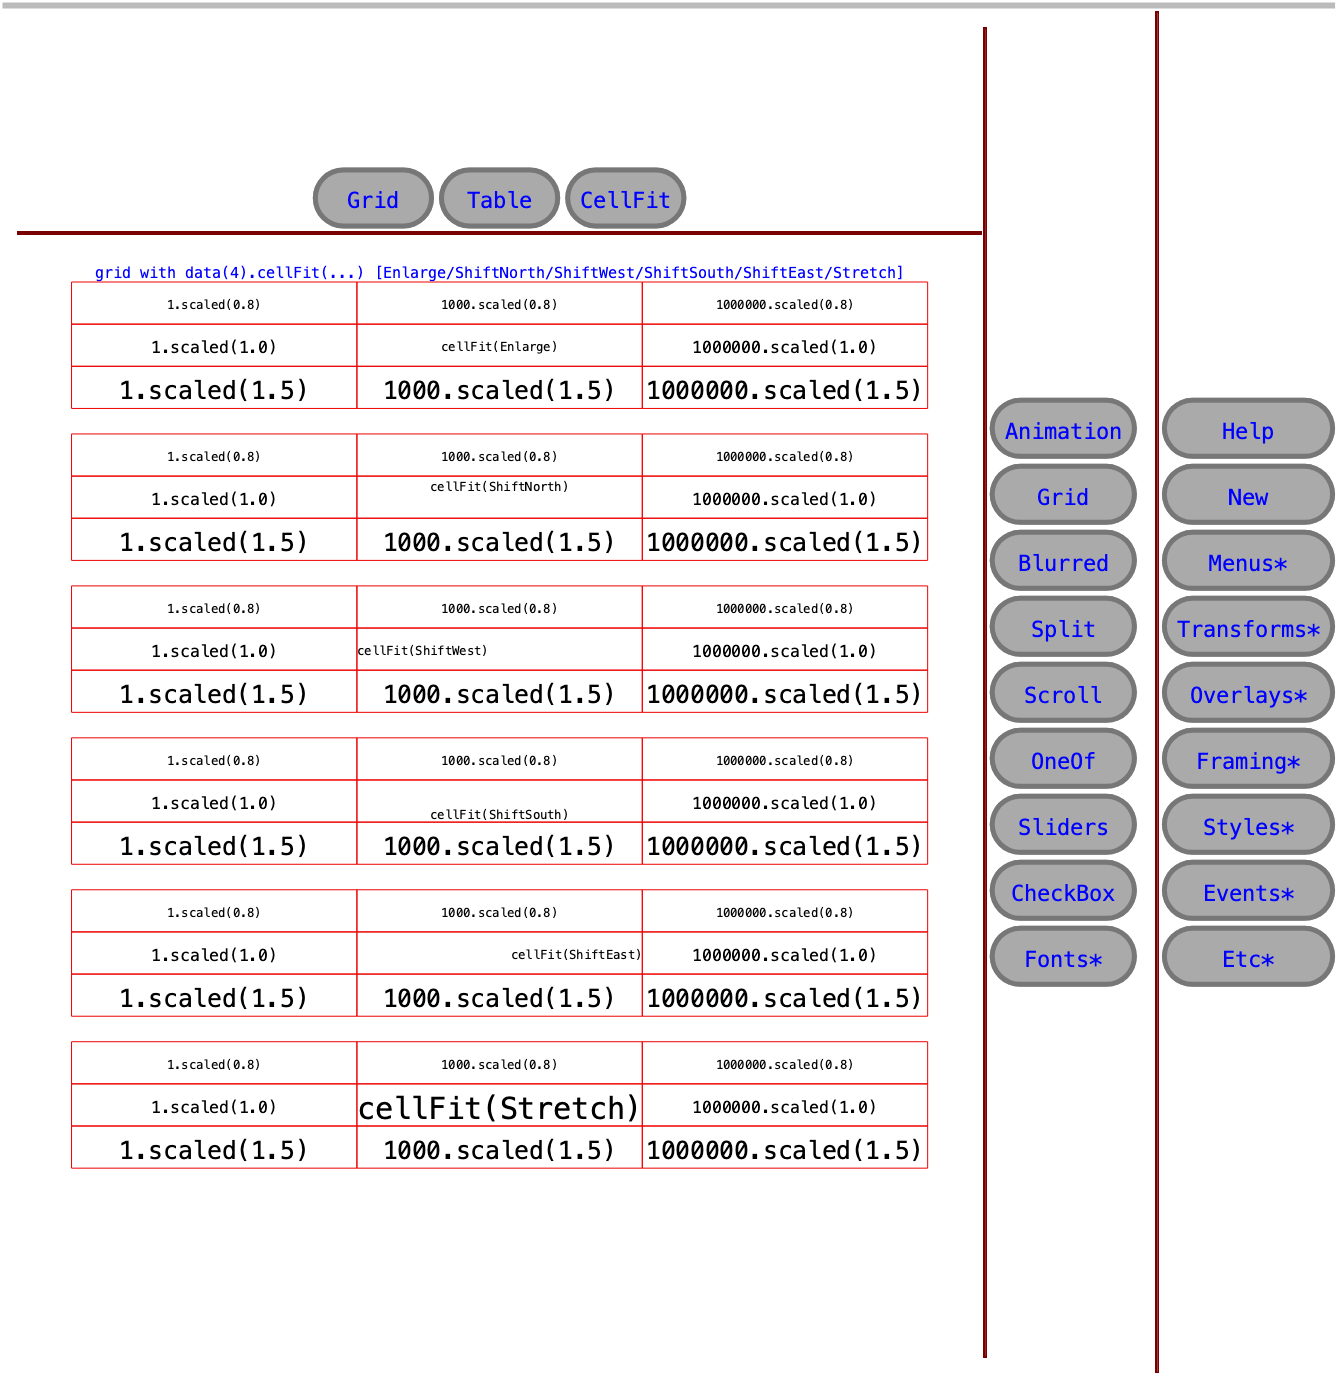 Grid Table CellFit
grid with data(4).cellFit(...) [Enlarge/ShiftNorth/ShiftWest/ShiftSouth/ShiftEast/Stretch]
1.scaled(0.8) 1000.scaled(0.8) 1000000.scaled(0.8)
1.scaled(1.0) cellFit(Enlarge) 1000000.scaled(1.0)
1.scaled(1.5) 1000.scaled(1.5) 1000000.scaled(1.5)
1.scaled(0.8) 1000.scaled(0.8) 1000000.scaled(0.8)
1.scaled(1.0) cellFit(ShiftNorth) 1000000.scaled(1.0)
1.scaled(1.5) 1000.scaled(1.5) 1000000.scaled(1.5)
1.scaled(0.8) 1000.scaled(0.8) 1000000.scaled(0.8)
1.scaled(1.0) cellFit(ShiftWest) 1000000.scaled(1.0)
1.scaled(1.5) 1000.scaled(1.5) 1000000.scaled(1.5)
1.scaled(0.8) 1000.scaled(0.8) 1000000.scaled(0.8)
1.scaled(1.0) cellFit(ShiftSouth) 1000000.scaled(1.0)
1.scaled(1.5) 1000.scaled(1.5) 1000000.scaled(1.5)
1.scaled(0.8) 1000.scaled(0.8) 1000000.scaled(0.8)
1.scaled(1.0) cellFit(ShiftEast) 1000000.scaled(1.0)
1.scaled(1.5) 1000.scaled(1.5) 1000000.scaled(1.5)
1.scaled(0.8) 1000.scaled(0.8) 1000000.scaled(0.8)
1.scaled(1.0) cellFit(Stretch) 1000000.scaled(1.0)
1.scaled(1.5) 1000.scaled(1.5) 1000000.scaled(1.5)
Animation
Grid
Blurred
Split
Scroll
OneOf
Sliders
CheckBox
Fonts*
Help
New
Menus*
Transforms*
Overlays*
Framing*
Styles*
Events*
Etc*